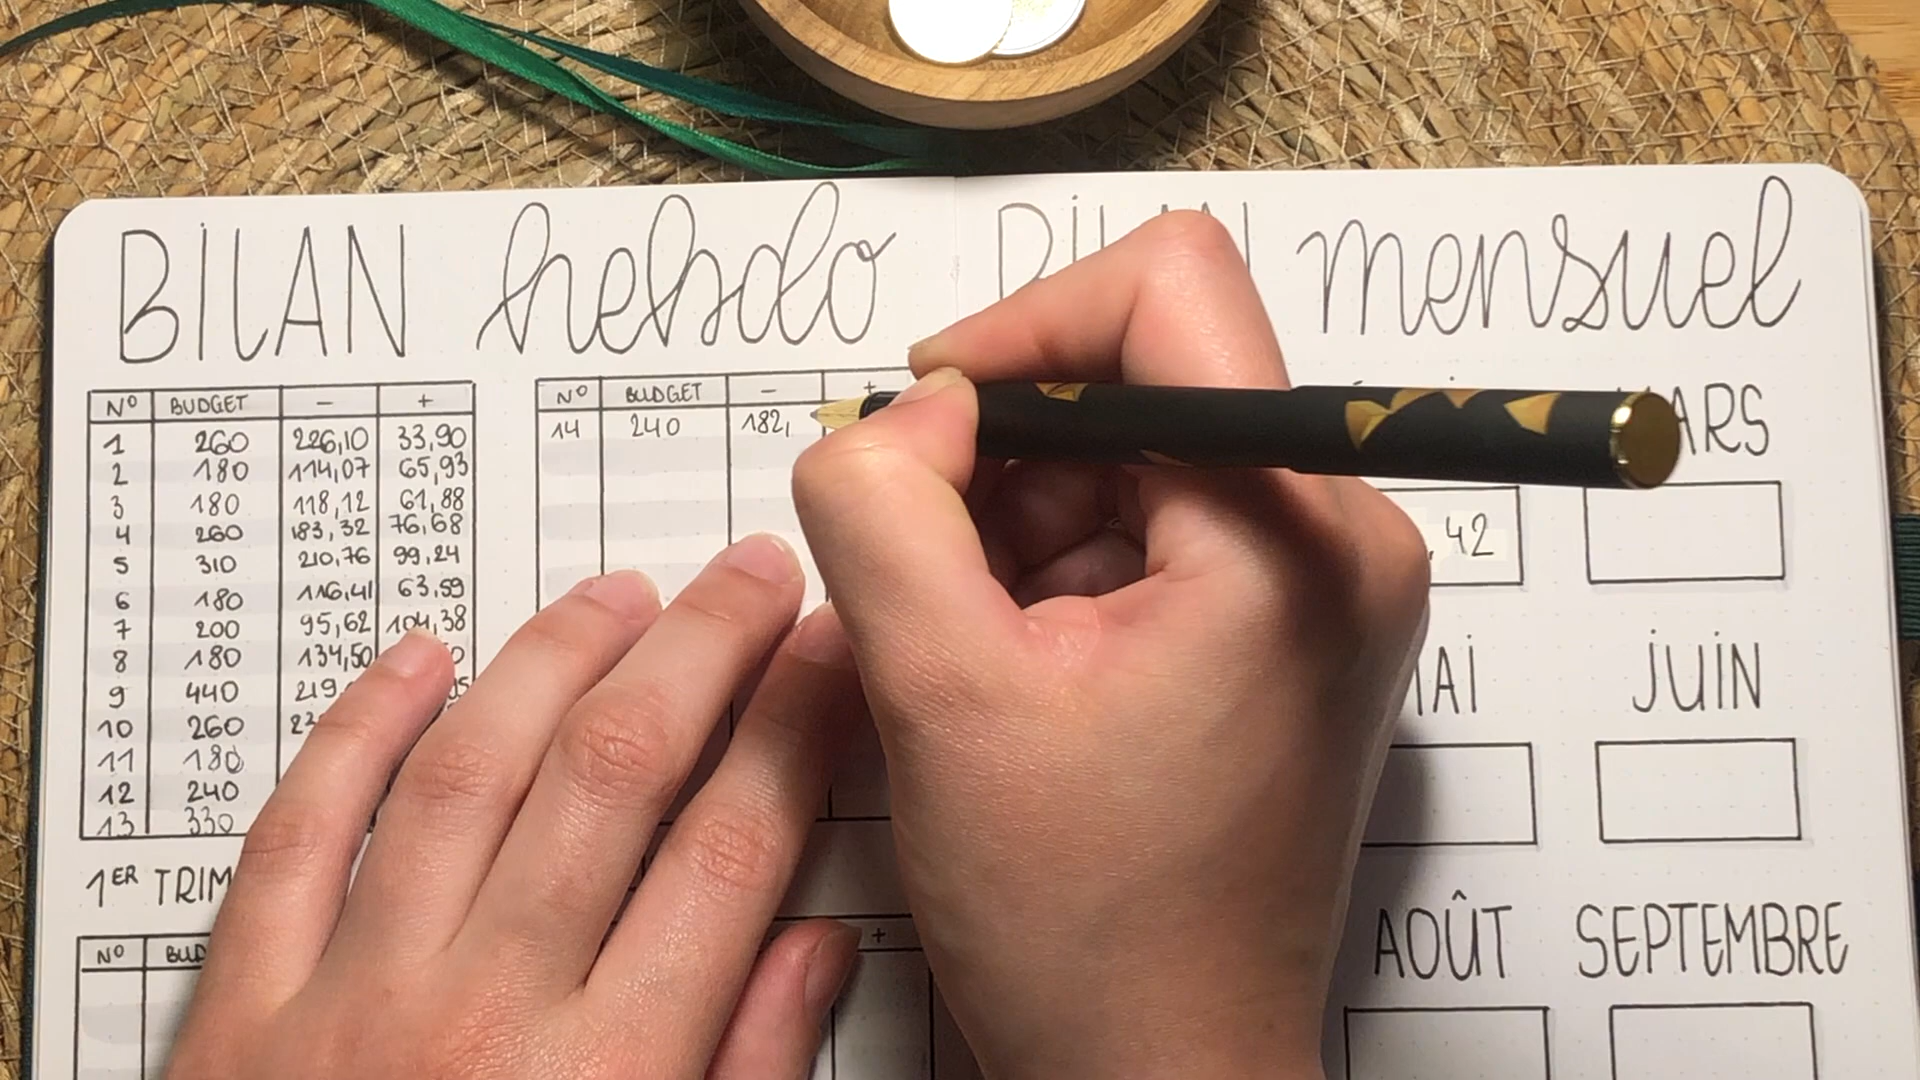 BILAN hebdo
N° BUDGET - +
1 260 226,10 33,90
2 180 114,07 65,93
3 180 118,12 61,88
4 260 183,32 76,68
5 310 210,76 99,24
6 180 116,41 63,59
7 200 95,62 104,38
8 180 134,50
9 440 219
10 260
11 180
12 240
13 330
1ER TRIM
N°
N° BUDGET - +
14 240 182,
+
mensuel
ARS
,42
MAI
JUIN
AOÛT
SEPTEMBRE